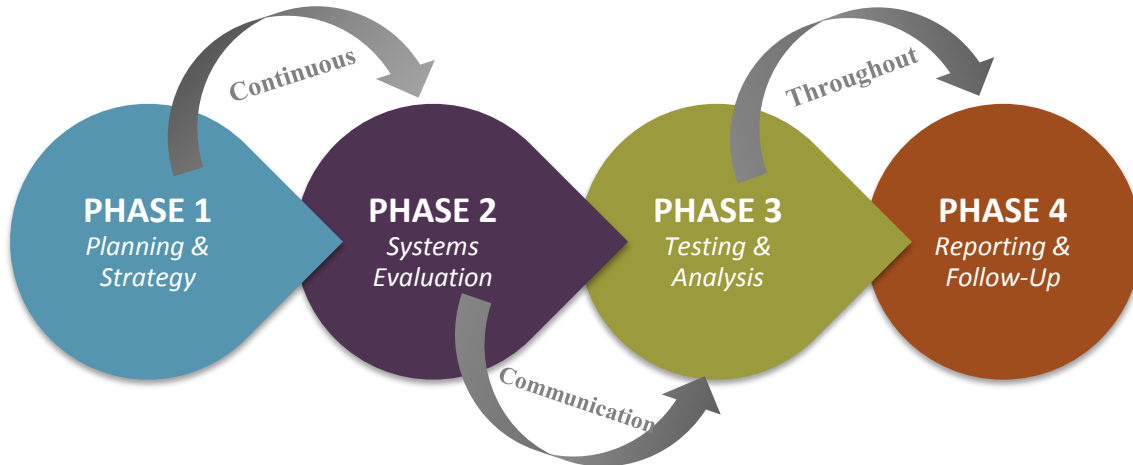 Continuous
Throughout
PHASE 1
Planning &
Strategy
PHASE 2
Systems
Evaluation
PHASE 3
Testing &
Analysis
PHASE 4
Reporting &
Follow-Up
Communication